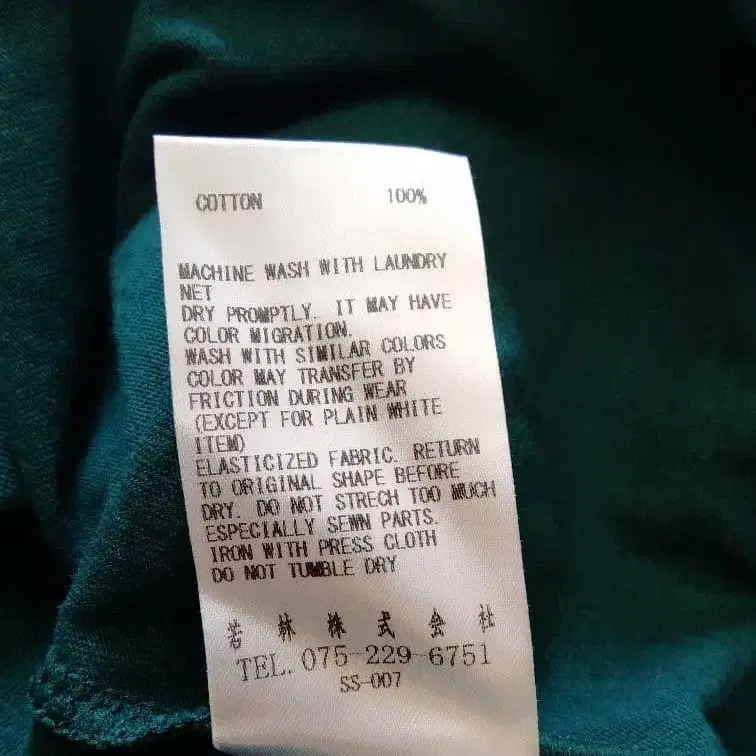 COTTON 100%
MACHINE WASH WITH LAUNDRY
NET
DRY PROMPTLY. IT MAY HAVE
COLOR MIGRATION.
WASH WITH SIMILAR COLORS
COLOR MAY TRANSFER BY
FRICTION DURING WEAR
(EXCEPT FOR PLAIN WHITE
ITEM)
ELASTICIZED FABRIC. RETURN
TO ORIGINAL SHAPE BEFORE
DRY. DO NOT STRECH TOO MUCH
ESPECIALLY SEWN PARTS.
IRON WITH PRESS CLOTH
DO NOT TUMBLE DRY
若林株式会社
TEL. 075-229-6751
SS-007